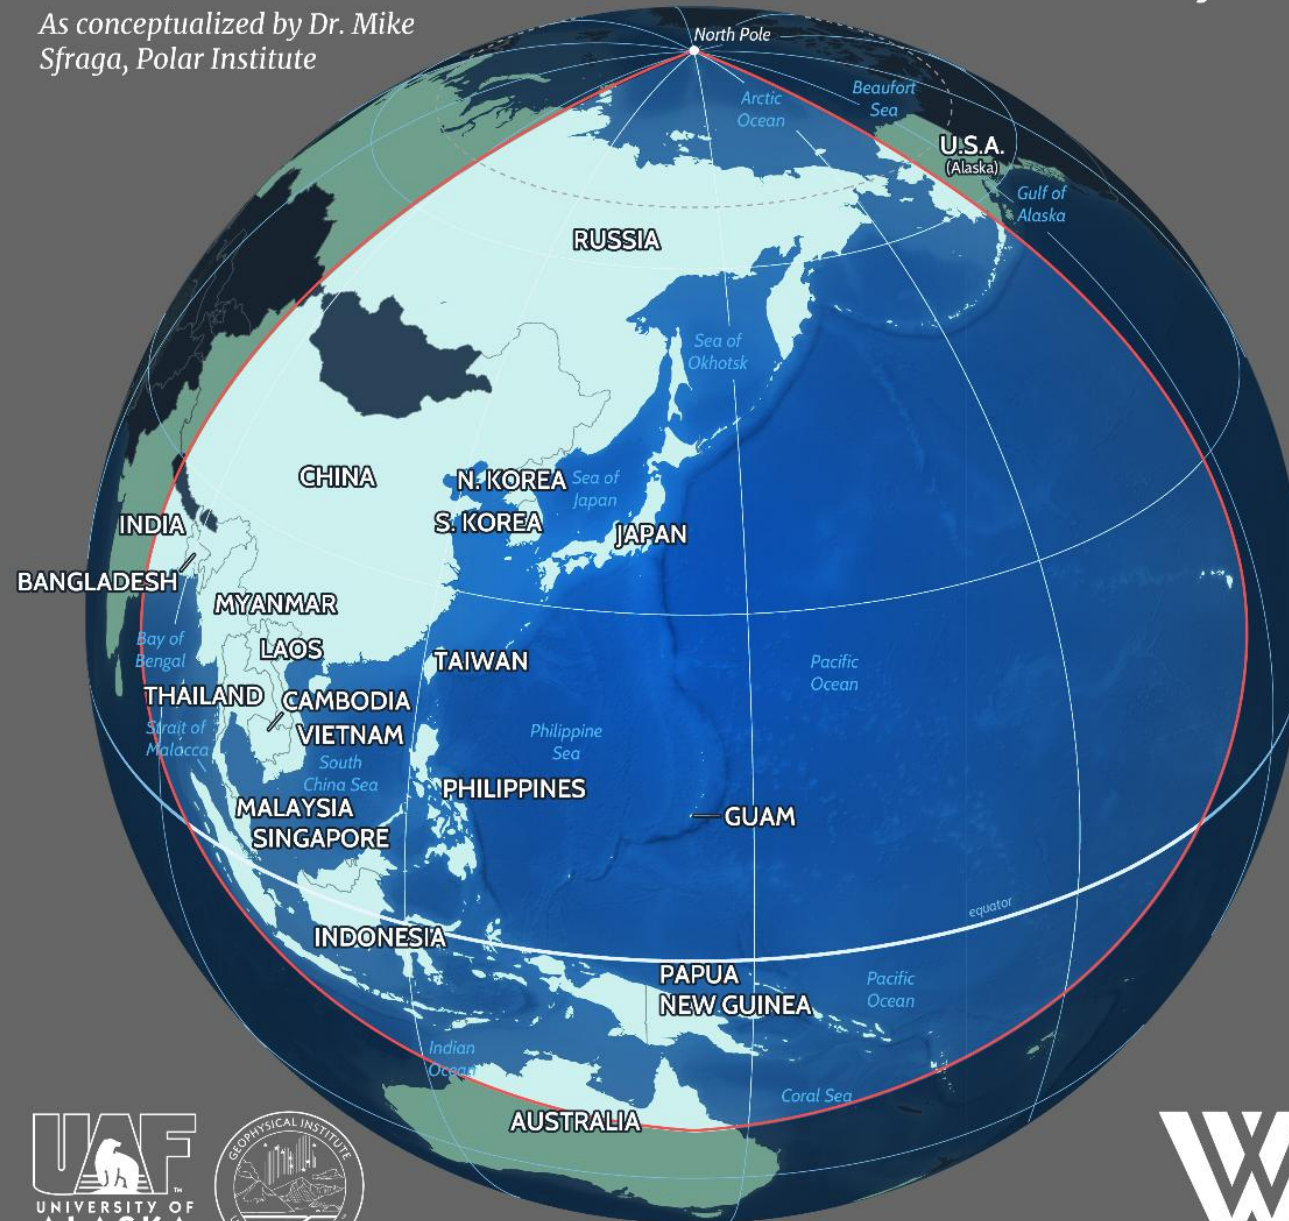 As conceptualized by Dr. Mike
Sfraga, Polar Institute
North Pole
Arctic
Ocean
Beaufort
Sea
U.S.A.
(Alaska)
Gulf of
Alaska
RUSSIA
Sea of
Okhotsk
CHINA
N. KOREA
Sea of
Japan
S. KOREA
JAPAN
INDIA
BANGLADESH
MYANMAR
Bay of
Bengal
LAOS
TAIWAN
Pacific
Ocean
THAILAND
CAMBODIA
Strait of
Malacca
VIETNAM
Philippine
Sea
South
China Sea
PHILIPPINES
MALAYSIA
GUAM
SINGAPORE
equator
INDONESIA
PAPUA
NEW GUINEA
Pacific
Ocean
Indian
Ocean
Coral Sea
AUSTRALIA
UAF
TM
UNIVERSITY OF
ALASKA
GEOPHYSICAL INSTITUTE
W